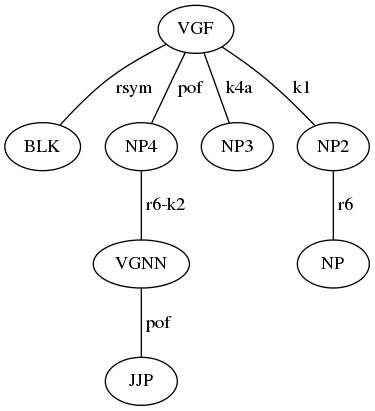 VGF
rsym pof k4a k1
BLK NP4 NP3 NP2
r6-k2 r6
VGNN NP
pof
JJP